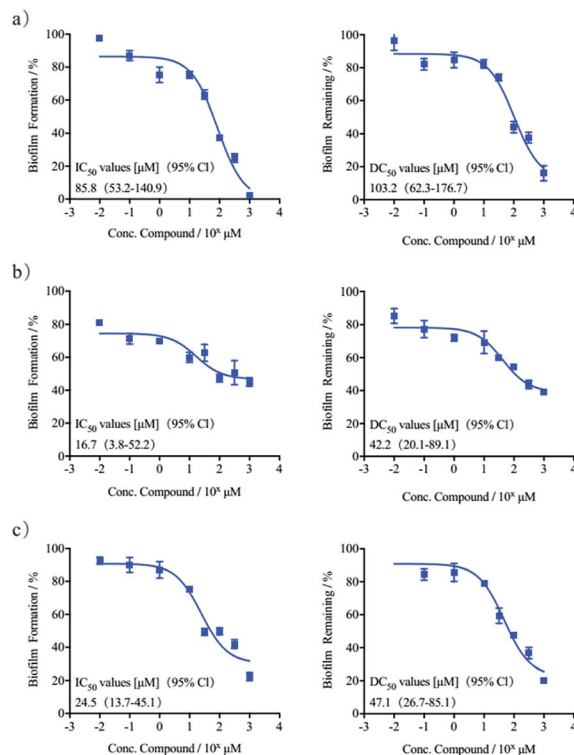 a)
Biofilm Formation / %
100
80
60
40
20
0
IC50 values [μM] (95% Cl)
85.8 (53.2-140.9)
-3 -2 -1 0 1 2 3 4
Conc. Compound / 10ˣ μM
Biofilm Remaining / %
100
80
60
40
20
0
DC50 values [μM] (95% Cl)
103.2 (62.3-176.7)
-3 -2 -1 0 1 2 3 4
Conc. Compound / 10ˣ μM
b)
Biofilm Formation / %
100
80
60
40
20
0
IC50 values [μM] (95% Cl)
16.7 (3.8-52.2)
-3 -2 -1 0 1 2 3 4
Conc. Compound / 10ˣ μM
Biofilm Remaining / %
100
80
60
40
20
0
DC50 values [μM] (95% Cl)
42.2 (20.1-89.1)
-3 -2 -1 0 1 2 3 4
Conc. Compound / 10ˣ μM
c)
Biofilm Formation / %
100
80
60
40
20
0
IC50 values [μM] (95% Cl)
24.5 (13.7-45.1)
-3 -2 -1 0 1 2 3 4
Conc. Compound / 10ˣ μM
Biofilm Remaining / %
100
80
60
40
20
0
DC50 values [μM] (95% Cl)
47.1 (26.7-85.1)
-3 -2 -1 0 1 2 3 4
Conc. Compound / 10ˣ μM